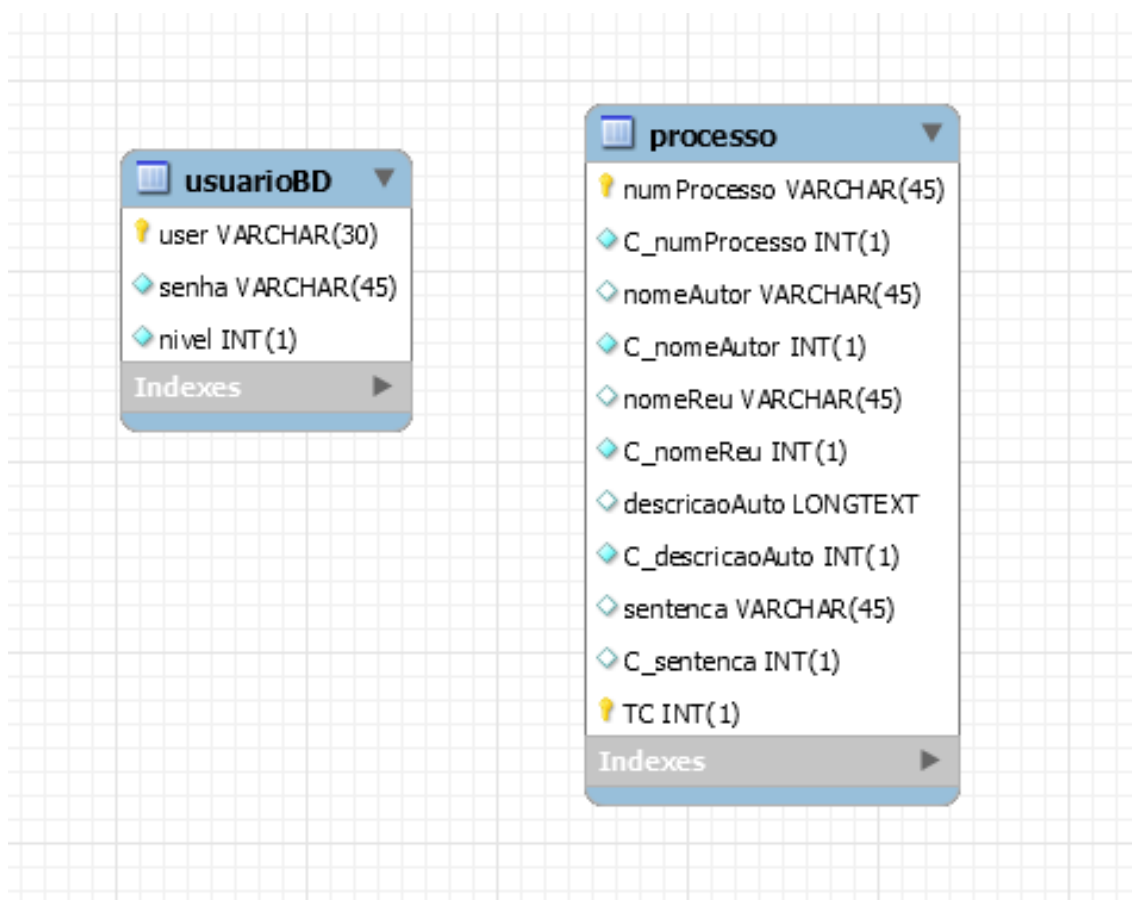 usuarioBD
user VARCHAR(30)
senha VARCHAR(45)
nivel INT(1)
Indexes
processo
numProcesso VARCHAR(45)
C_numProcesso INT(1)
nomeAutor VARCHAR(45)
C_nomeAutor INT(1)
nomeReu VARCHAR(45)
C_nomeReu INT(1)
descricaoAuto LONGTEXT
C_descricaoAuto INT(1)
sentenca VARCHAR(45)
C_sentenca INT(1)
TC INT(1)
Indexes